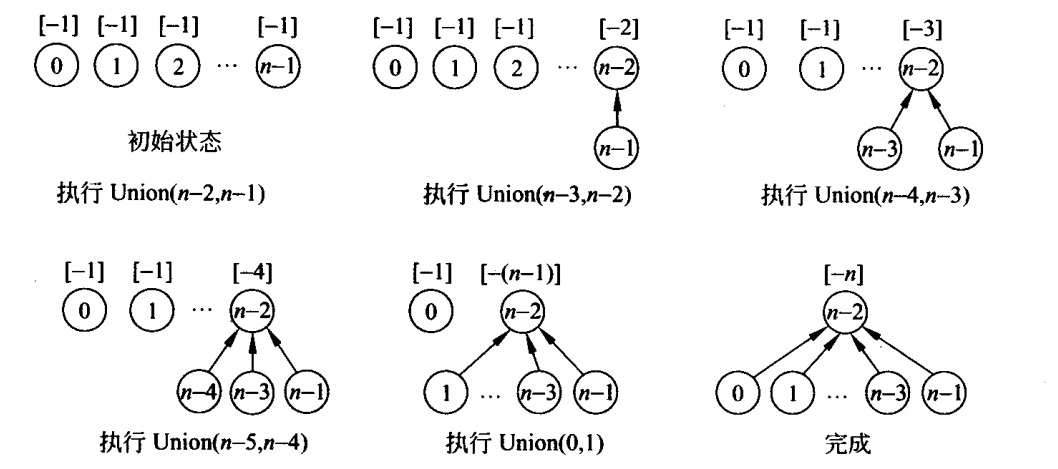 [−1] [−1] [−1] [−1]
0 1 2 … n−1
初始状态
执行 Union(n−2,n−1)
[−1] [−1] [−1] [−2]
0 1 2 … n−2
n−1
执行 Union(n−3,n−2)
[−1] [−1] [−3]
0 1 … n−2
n−3 n−1
执行 Union(n−4,n−3)
[−1] [−1] [−4]
0 1 … n−2
n−4 n−3 n−1
执行 Union(n−5,n−4)
[−1] [−(n−1)]
0 n−2
1 … n−3 n−1
执行 Union(0,1)
[−n]
n−2
0 1 … n−3 n−1
完成